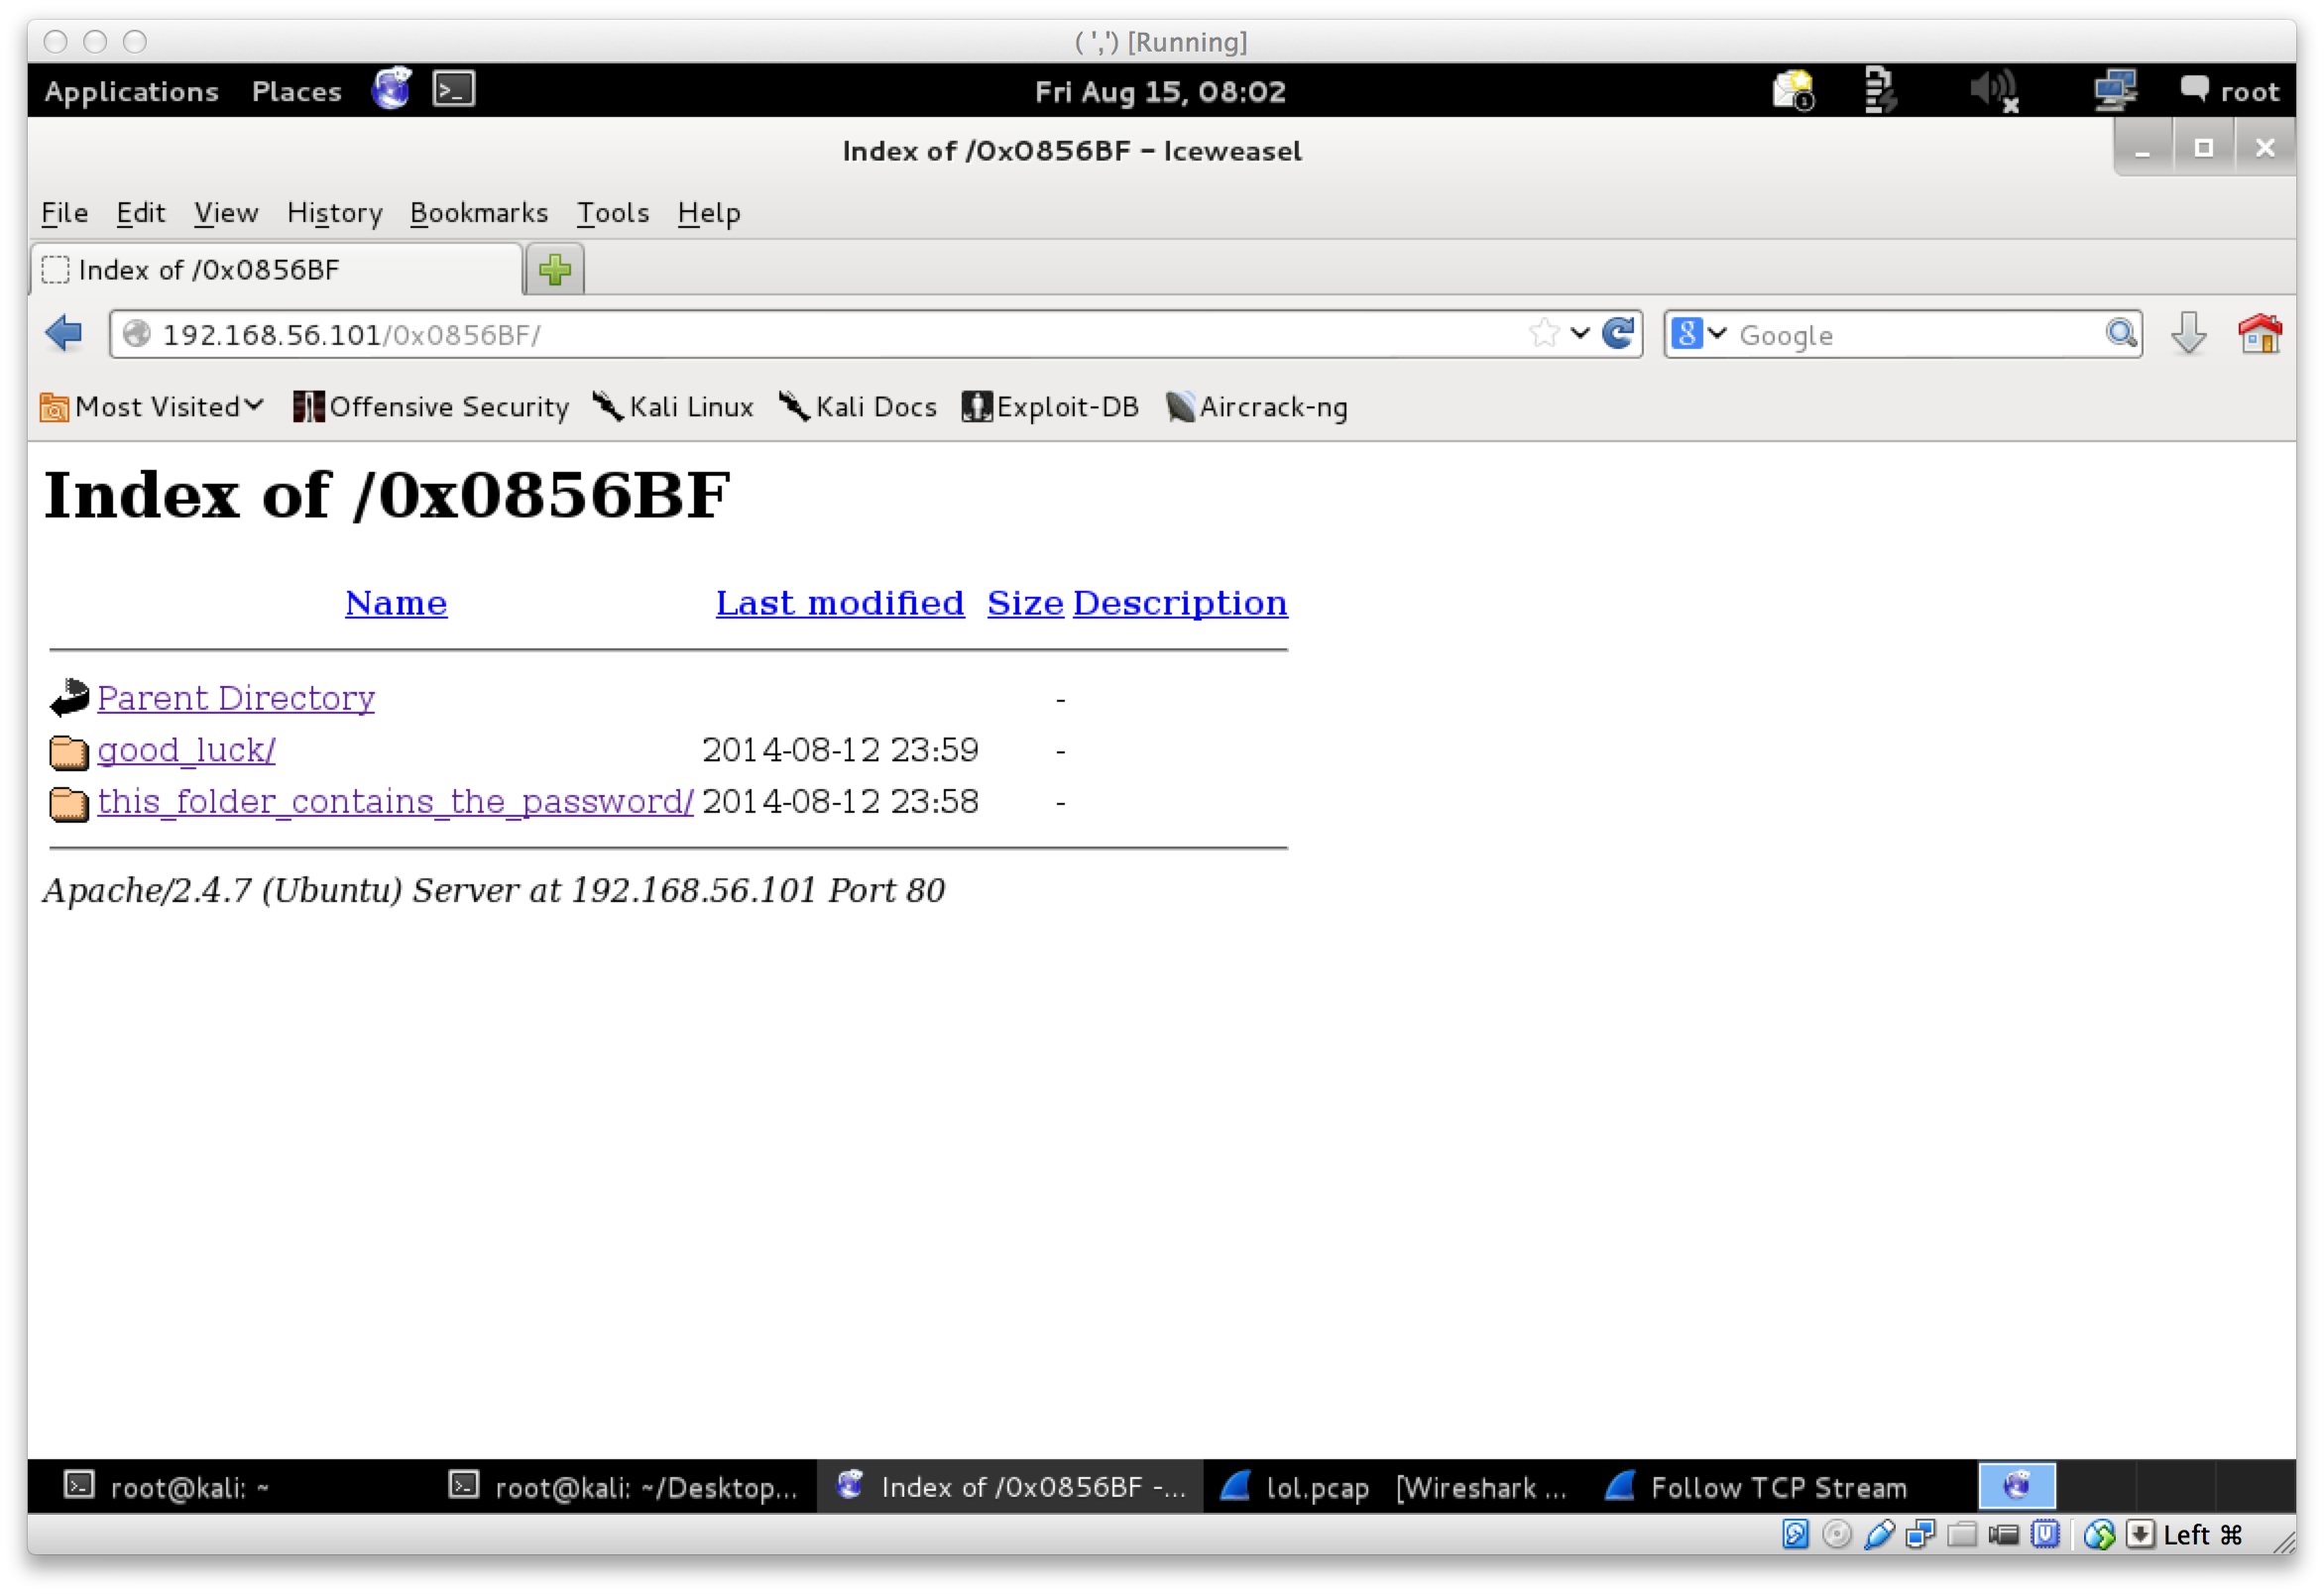 ( ',') [Running]
Applications Places Fri Aug 15, 08:02 root
Index of /0x0856BF - Iceweasel
File Edit View History Bookmarks Tools Help
Index of /0x0856BF
192.168.56.101/0x0856BF/ Google
Most Visited Offensive Security Kali Linux Kali Docs Exploit-DB Aircrack-ng
Index of /0x0856BF
Name Last modified Size Description
Parent Directory -
good_luck/ 2014-08-12 23:59 -
this_folder_contains_the_password/ 2014-08-12 23:58 -
Apache/2.4.7 (Ubuntu) Server at 192.168.56.101 Port 80
root@kali: ~ root@kali: ~/Desktop... Index of /0x0856BF -... lol.pcap [Wireshark ... Follow TCP Stream
Left ⌘